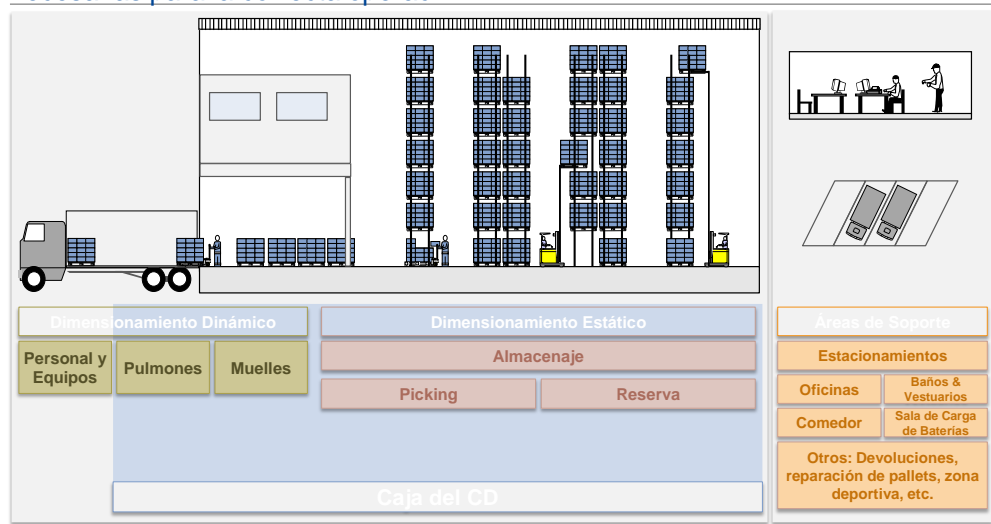 Dimensionamiento Dinámico
Dimensionamiento Estático
Áreas de Soporte
Personal y
Equipos
Pulmones
Muelles
Almacenaje
Picking
Reserva
Estacionamientos
Oficinas
Baños &
Vestuarios
Comedor
Sala de Carga
de Baterías
Otros: Devoluciones,
reparación de pallets, zona
deportiva, etc.
Caja del CD